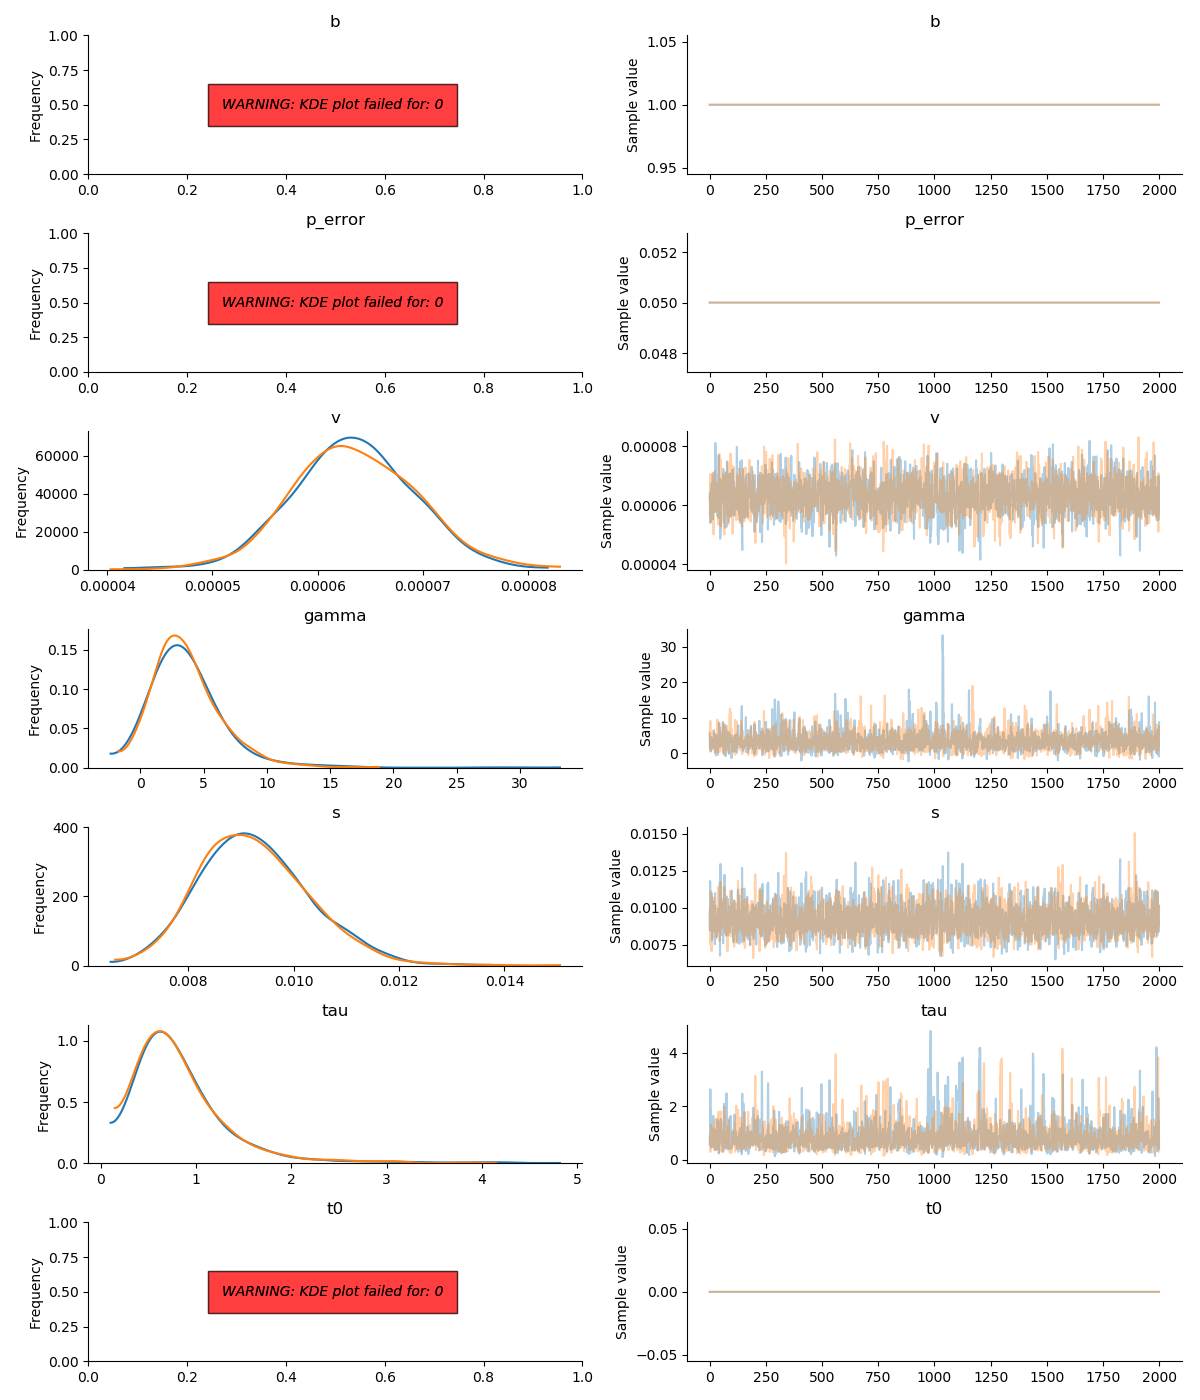 b
1.00
0.75
0.50
0.25
0.00
Frequency
WARNING: KDE plot failed for: 0
0.0 0.2 0.4 0.6 0.8 1.0
b
1.05
1.00
0.95
Sample value
0 250 500 750 1000 1250 1500 1750 2000
p_error
1.00
0.75
0.50
0.25
0.00
Frequency
WARNING: KDE plot failed for: 0
0.0 0.2 0.4 0.6 0.8 1.0
p_error
0.052
0.050
0.048
Sample value
0 250 500 750 1000 1250 1500 1750 2000
v
60000
40000
20000
0
Frequency
0.00004 0.00005 0.00006 0.00007 0.00008
v
0.00008
0.00006
0.00004
Sample value
0 250 500 750 1000 1250 1500 1750 2000
gamma
0.15
0.10
0.05
0.00
Frequency
0 5 10 15 20 25 30
gamma
30
20
10
0
Sample value
0 250 500 750 1000 1250 1500 1750 2000
s
400
200
0
Frequency
0.008 0.010 0.012 0.014
s
0.0150
0.0125
0.0100
0.0075
Sample value
0 250 500 750 1000 1250 1500 1750 2000
tau
1.0
0.5
0.0
Frequency
0 1 2 3 4 5
tau
4
2
0
Sample value
0 250 500 750 1000 1250 1500 1750 2000
t0
1.00
0.75
0.50
0.25
0.00
Frequency
WARNING: KDE plot failed for: 0
0.0 0.2 0.4 0.6 0.8 1.0
t0
0.05
0.00
−0.05
Sample value
0 250 500 750 1000 1250 1500 1750 2000